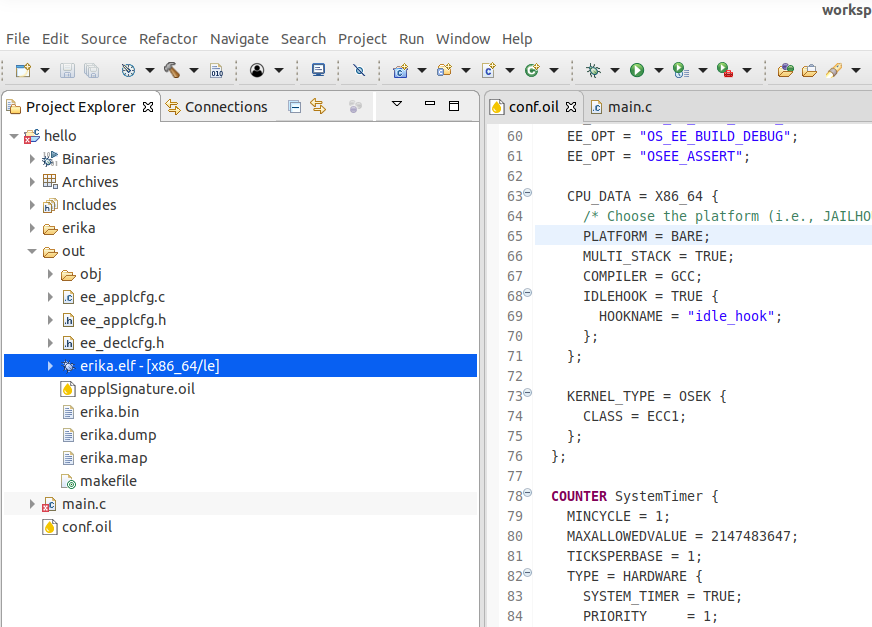 worksp
File Edit Source Refactor Navigate Search Project Run Window Help
Project Explorer
Connections
hello
Binaries
Archives
Includes
erika
out
obj
ee_applcfg.c
ee_applcfg.h
ee_declcfg.h
erika.elf - [x86_64/le]
applSignature.oil
erika.bin
erika.dump
erika.map
makefile
main.c
conf.oil
conf.oil main.c
60 EE_OPT = "OS_EE_BUILD_DEBUG";
61 EE_OPT = "OSEE_ASSERT";
62
63 CPU_DATA = X86_64 {
64 /* Choose the platform (i.e., JAILHO
65 PLATFORM = BARE;
66 MULTI_STACK = TRUE;
67 COMPILER = GCC;
68 IDLEHOOK = TRUE {
69 HOOKNAME = "idle_hook";
70 };
71 };
72
73 KERNEL_TYPE = OSEK {
74 CLASS = ECC1;
75 };
76 };
77
78 COUNTER SystemTimer {
79 MINCYCLE = 1;
80 MAXALLOWEDVALUE = 2147483647;
81 TICKSPERBASE = 1;
82 TYPE = HARDWARE {
83 SYSTEM_TIMER = TRUE;
84 PRIORITY = 1;